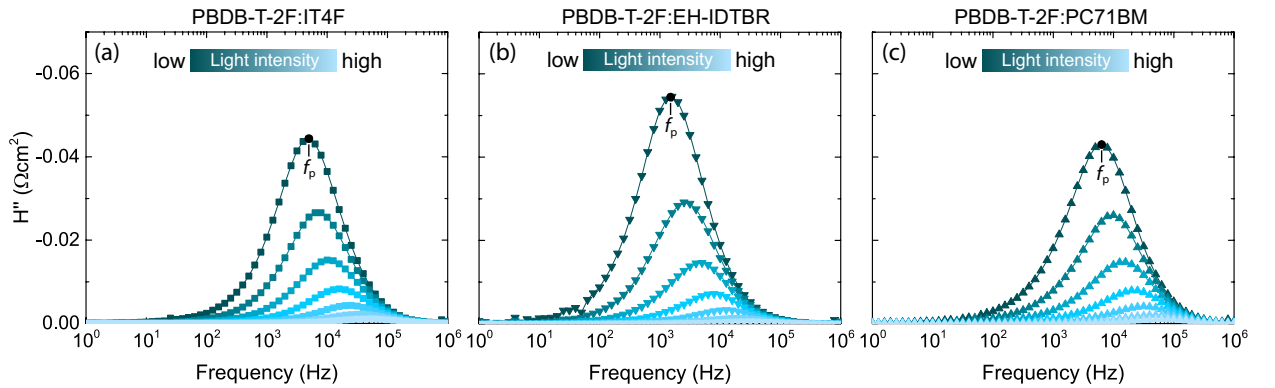 PBDB-T-2F:IT4F PBDB-T-2F:EH-IDTBR PBDB-T-2F:PC71BM
(a) low Light intensity high
(b) low Light intensity high
(c) low Light intensity high
H'' (Ωcm²)
-0.06
-0.04
-0.02
0.00
fₚ
fₚ
fₚ
10⁰ 10¹ 10² 10³ 10⁴ 10⁵ 10⁶
10⁰ 10¹ 10² 10³ 10⁴ 10⁵ 10⁶
10⁰ 10¹ 10² 10³ 10⁴ 10⁵ 10⁶
Frequency (Hz) Frequency (Hz) Frequency (Hz)